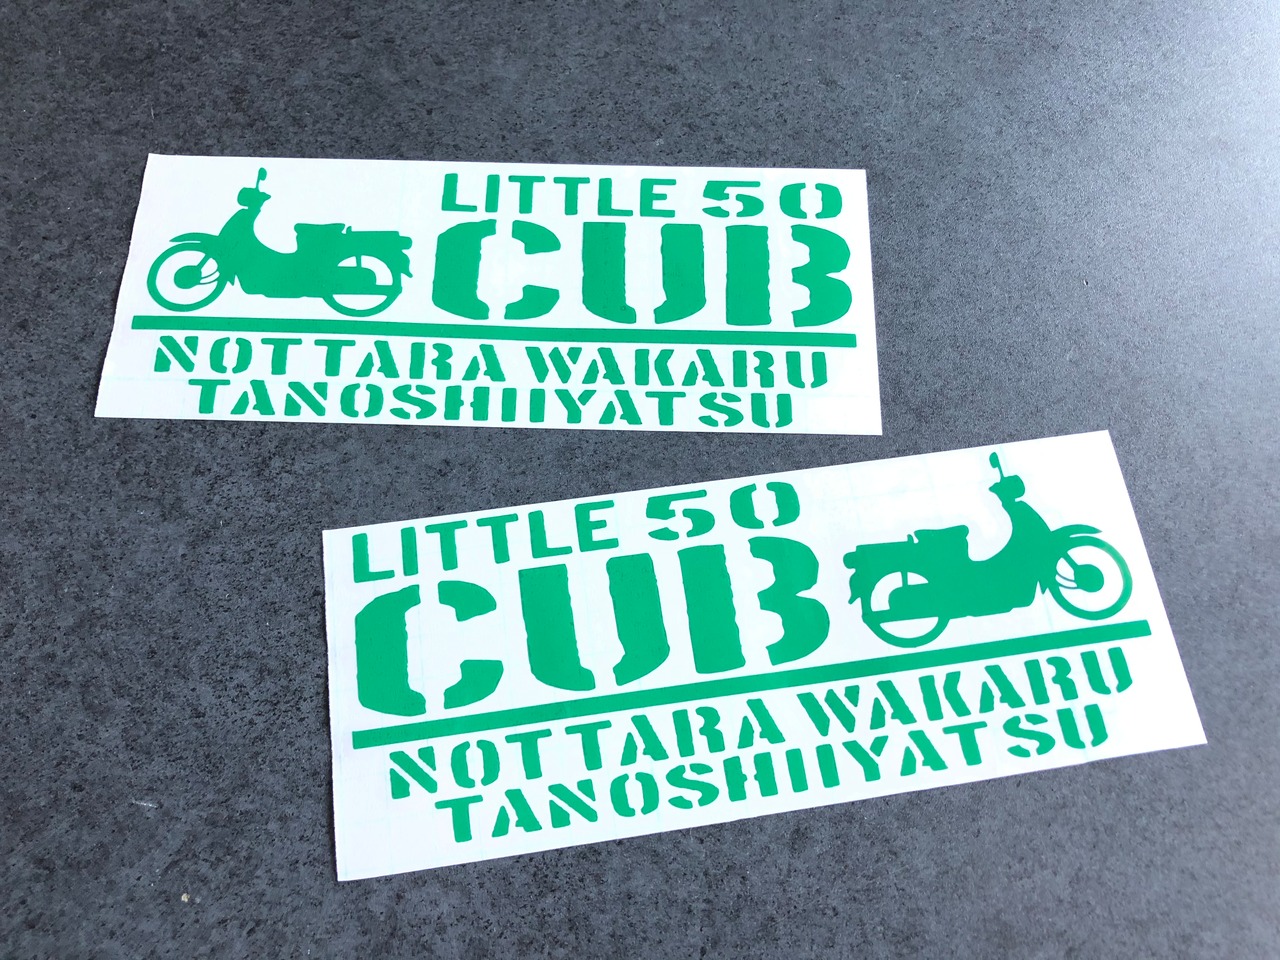 LITTLE 50
CUB
NOTTARA WAKARU
TANOSHIIYATSU
LITTLE 50
CUB
NOTTARA WAKARU
TANOSHIIYATSU